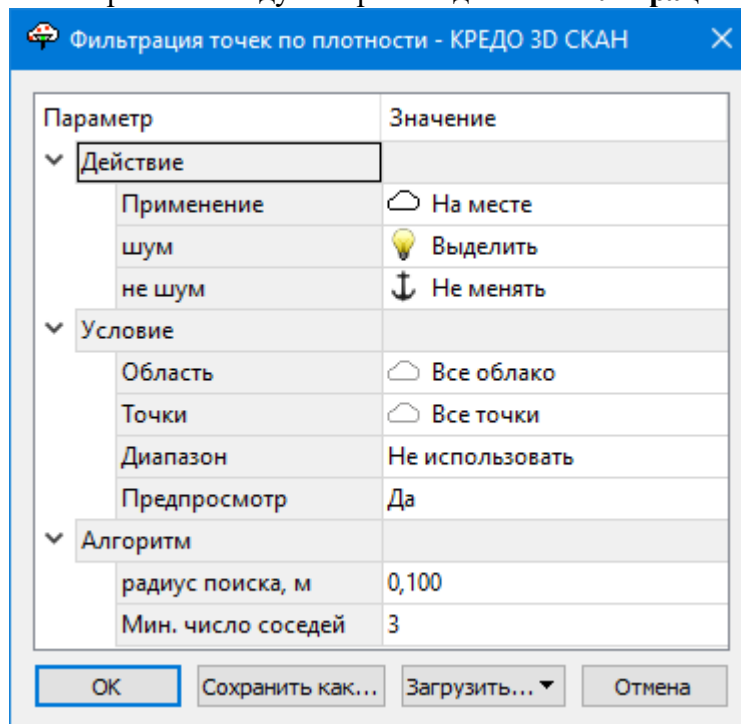 Фильтрация точек по плотности - КРЕДО 3D СКАН
Параметр Значение
Действие
Применение На месте
шум Выделить
не шум Не менять
Условие
Область Все облако
Точки Все точки
Диапазон Не использовать
Предпросмотр Да
Алгоритм
радиус поиска, м 0,100
Мин. число соседей 3
ОК Сохранить как... Загрузить... Отмена